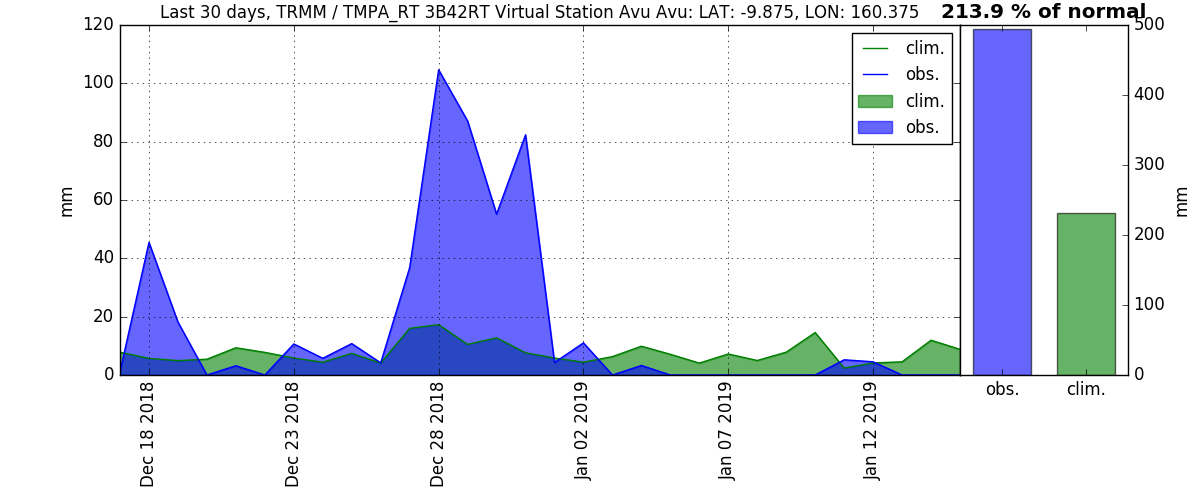 Last 30 days, TRMM / TMPA_RT 3B42RT Virtual Station Avu Avu: LAT: -9.875, LON: 160.375
213.9 % of normal
120
100
80
60
40
20
0
mm
clim.
obs.
clim.
obs.
Dec 18 2018
Dec 23 2018
Dec 28 2018
Jan 02 2019
Jan 07 2019
Jan 12 2019
500
400
300
200
100
0
mm
obs.
clim.